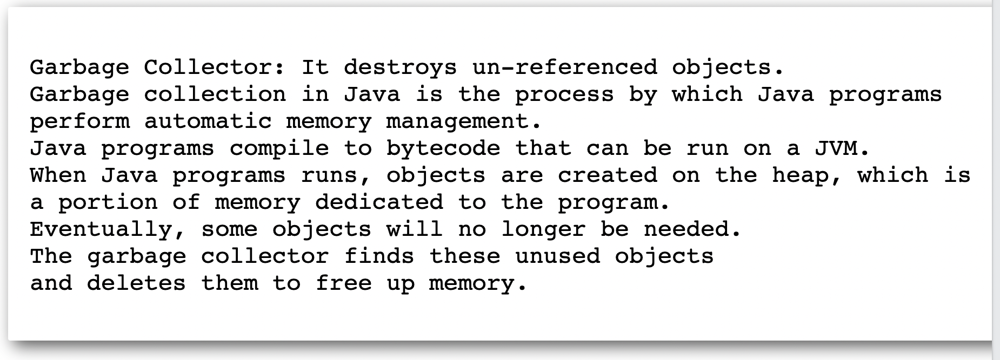 Garbage Collector: It destroys un-referenced objects.
Garbage collection in Java is the process by which Java programs
perform automatic memory management.
Java programs compile to bytecode that can be run on a JVM.
When Java programs runs, objects are created on the heap, which is
a portion of memory dedicated to the program.
Eventually, some objects will no longer be needed.
The garbage collector finds these unused objects
and deletes them to free up memory.